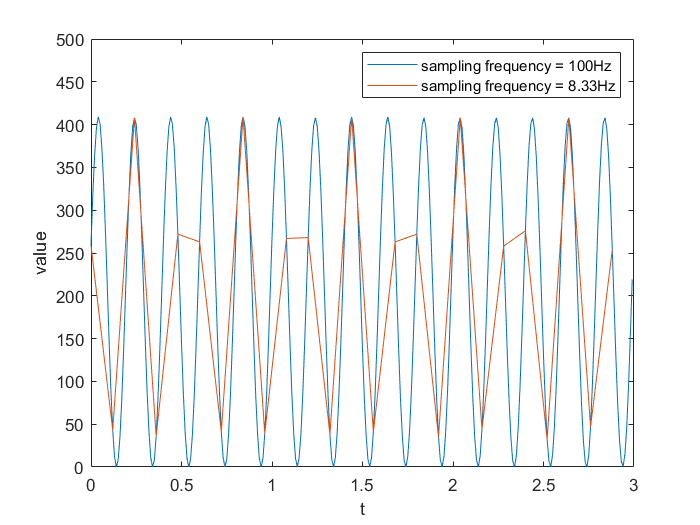 500
450
400
350
300
250
200
150
100
50
0
value
sampling frequency = 100Hz
sampling frequency = 8.33Hz
0 0.5 1 1.5 2 2.5 3
t